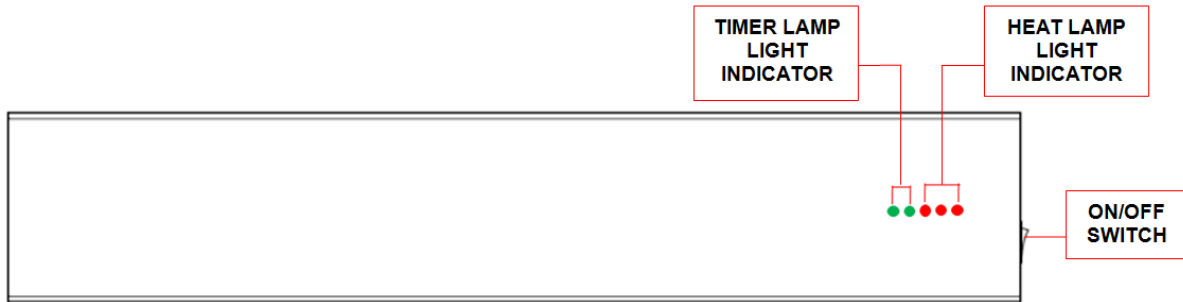 TIMER LAMP
LIGHT
INDICATOR
HEAT LAMP
LIGHT
INDICATOR
ON/OFF
SWITCH